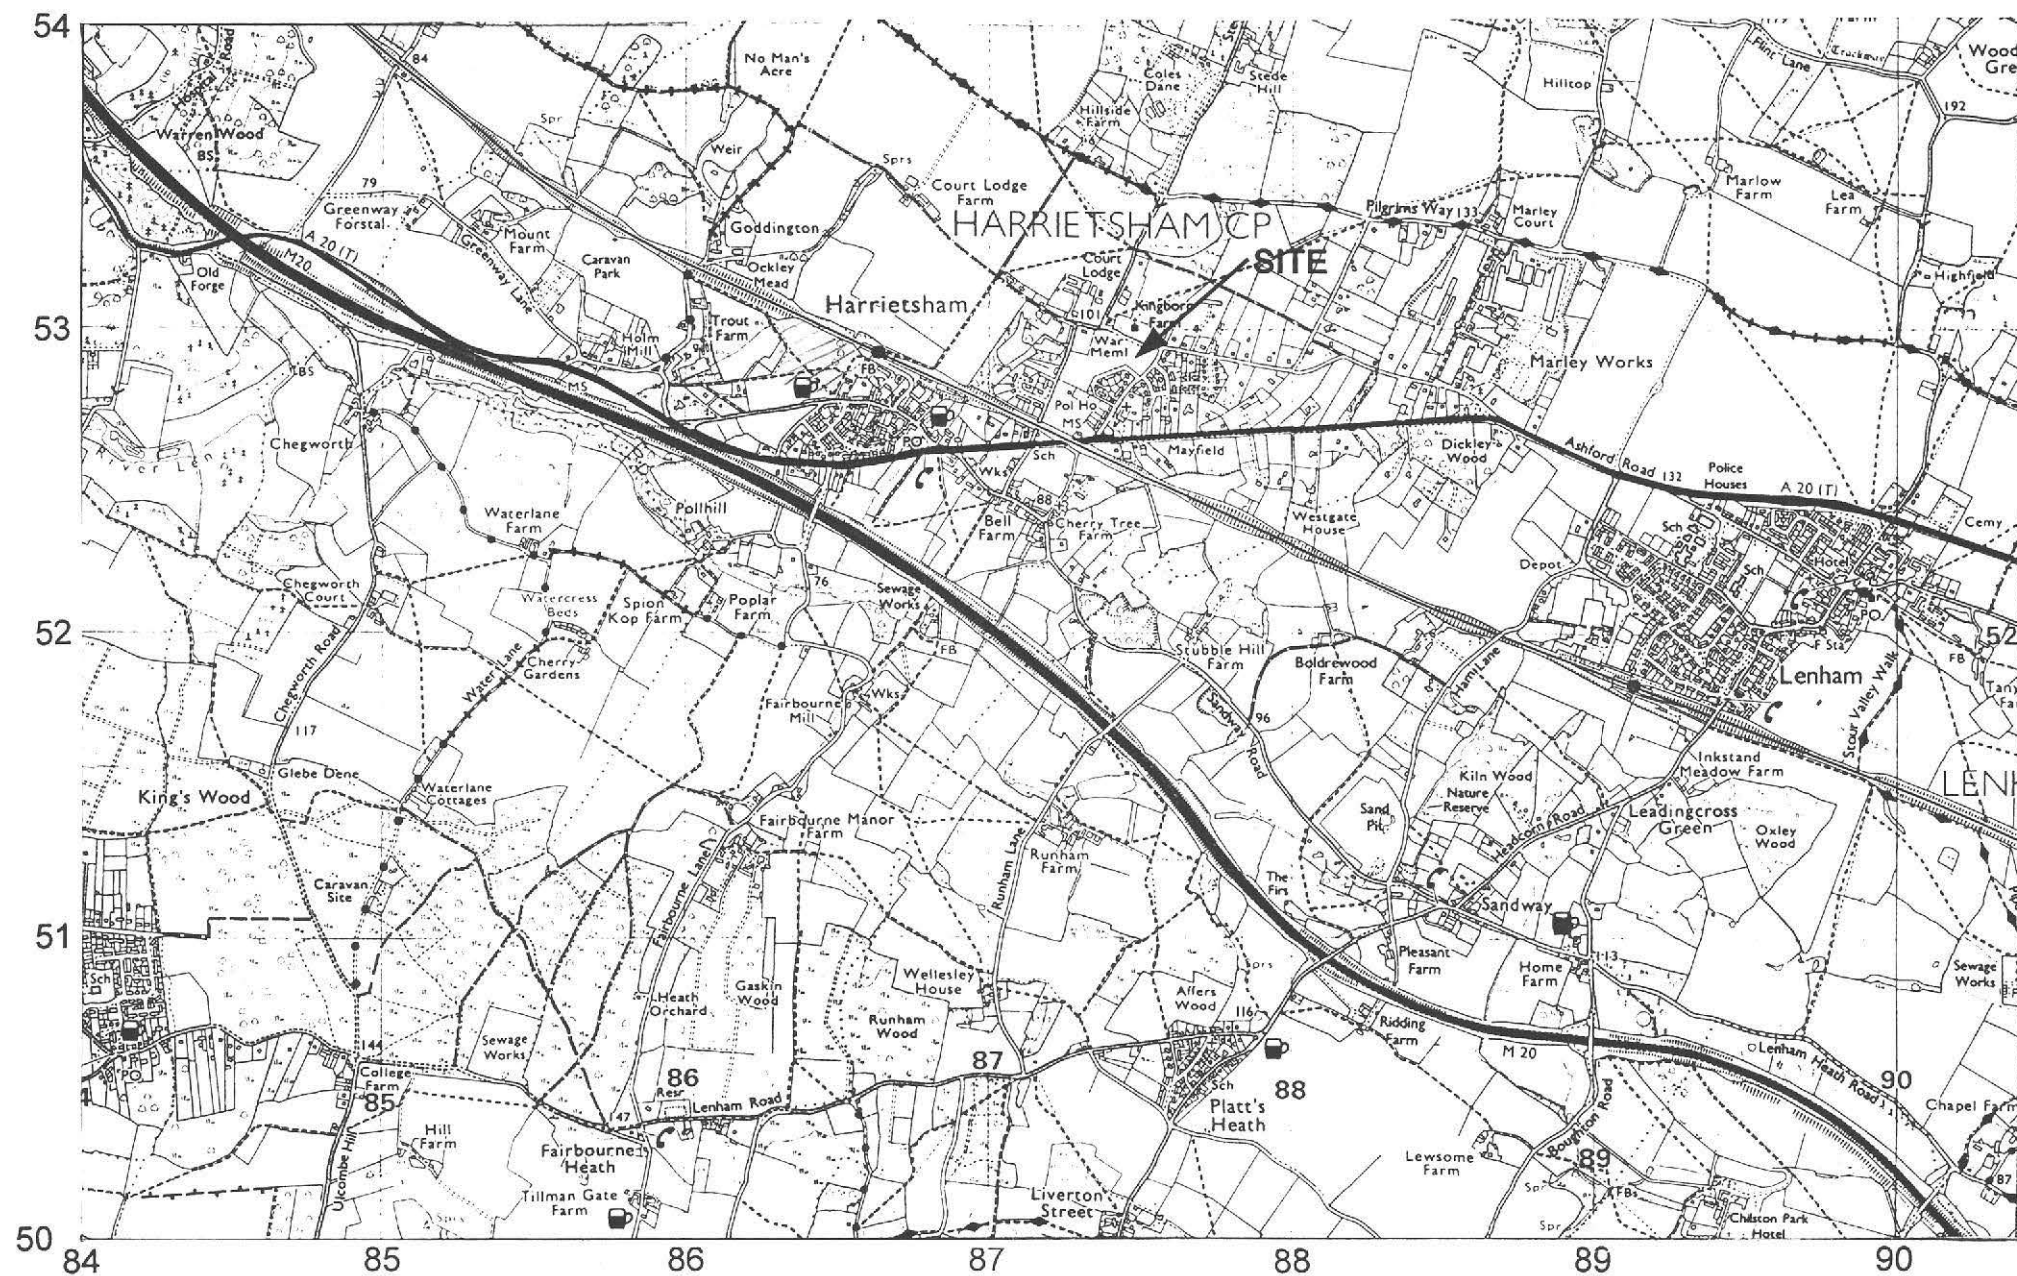 54
84
No Man's
Acre
Coles
Dane
Stede
Hill
Hilltop
Flint Lane
Trackway
Wood
Gre
192
Hillside
Farm
Spr
Warren Wood
BS
Weir
Sprs
79
Court Lodge
Farm
Marlow
Farm
Lea
Farm
Greenway
Forstal
Mount
Farm
Goddington
HARRIETSHAM CP
Pilgrims Way
133
Marley
Court
A 20 (T)
M20
Greenway Lane
Caravan
Park
Court
Lodge
SITE
Old
Forge
Ockley
Mead
Highfield
Harrietsham
Kingborn
Farm
101
53
Trout
Farm
Holm
Mill
War
Meml
Marley Works
BS
MS
FB
Pol Ho
MS
Chegworth
River Len
PO
Sch
Mayfield
Dickley
Wood
Ashford Road
132
Police
Houses
A 20 (T)
Wks
88
Waterlane
Farm
Pollhill
Bell
Farm
Cherry Tree
Farm
Westgate
House
Sch
Cemy
Depot
Sch
Hotel
Chegworth
Court
76
Watercress
Beds
Spion
Kop Farm
Poplar
Farm
Sewage
Works
PO
52
FB
Stubble Hill
Farm
Boldrewood
Farm
Ham Lane
F Sta
52
FB
Cherry
Gardens
Water Lane
Chegworth Road
Wks
Fairbourne
Mill
Sandway Road
96
Lenham
Stour Valley Walk
Tany
Fa
117
Glebe Dene
Inkstand
Meadow Farm
King's Wood
Waterlane
Cottages
Kiln Wood
Nature
Reserve
LENH
Sand
Pit
Leadingcross
Green
Fairbourne Manor
Farm
Headcorn Road
Oxley
Wood
Runham Lane
Runham
Farm
Caravan
Site
Fairbourne Lane
The
Firs
Sandway
51
Sch
Pleasant
Farm
Home
Farm
113
Sewage
Works
Wellesley
House
Affers
Wood
Heath
Orchard
Gaskin
Wood
Runham
Wood
116
Ridding
Farm
144
Sewage
Works
M 20
Lenham Heath Road
PO
College
Farm
85
86
Resr
87
88
90
Sch
Lenham Road
147
Platt's
Heath
Boughton Road
Chapel Farm
Hill
Farm
Fairbourne
Heath
Lewsome
Farm
89
Ulcombe Hill
Tillman Gate
Farm
Liverton
Street
Spr
FBs
87
Sprs
Spr
Chilston Park
Hotel
50
84
85
86
87
88
89
90